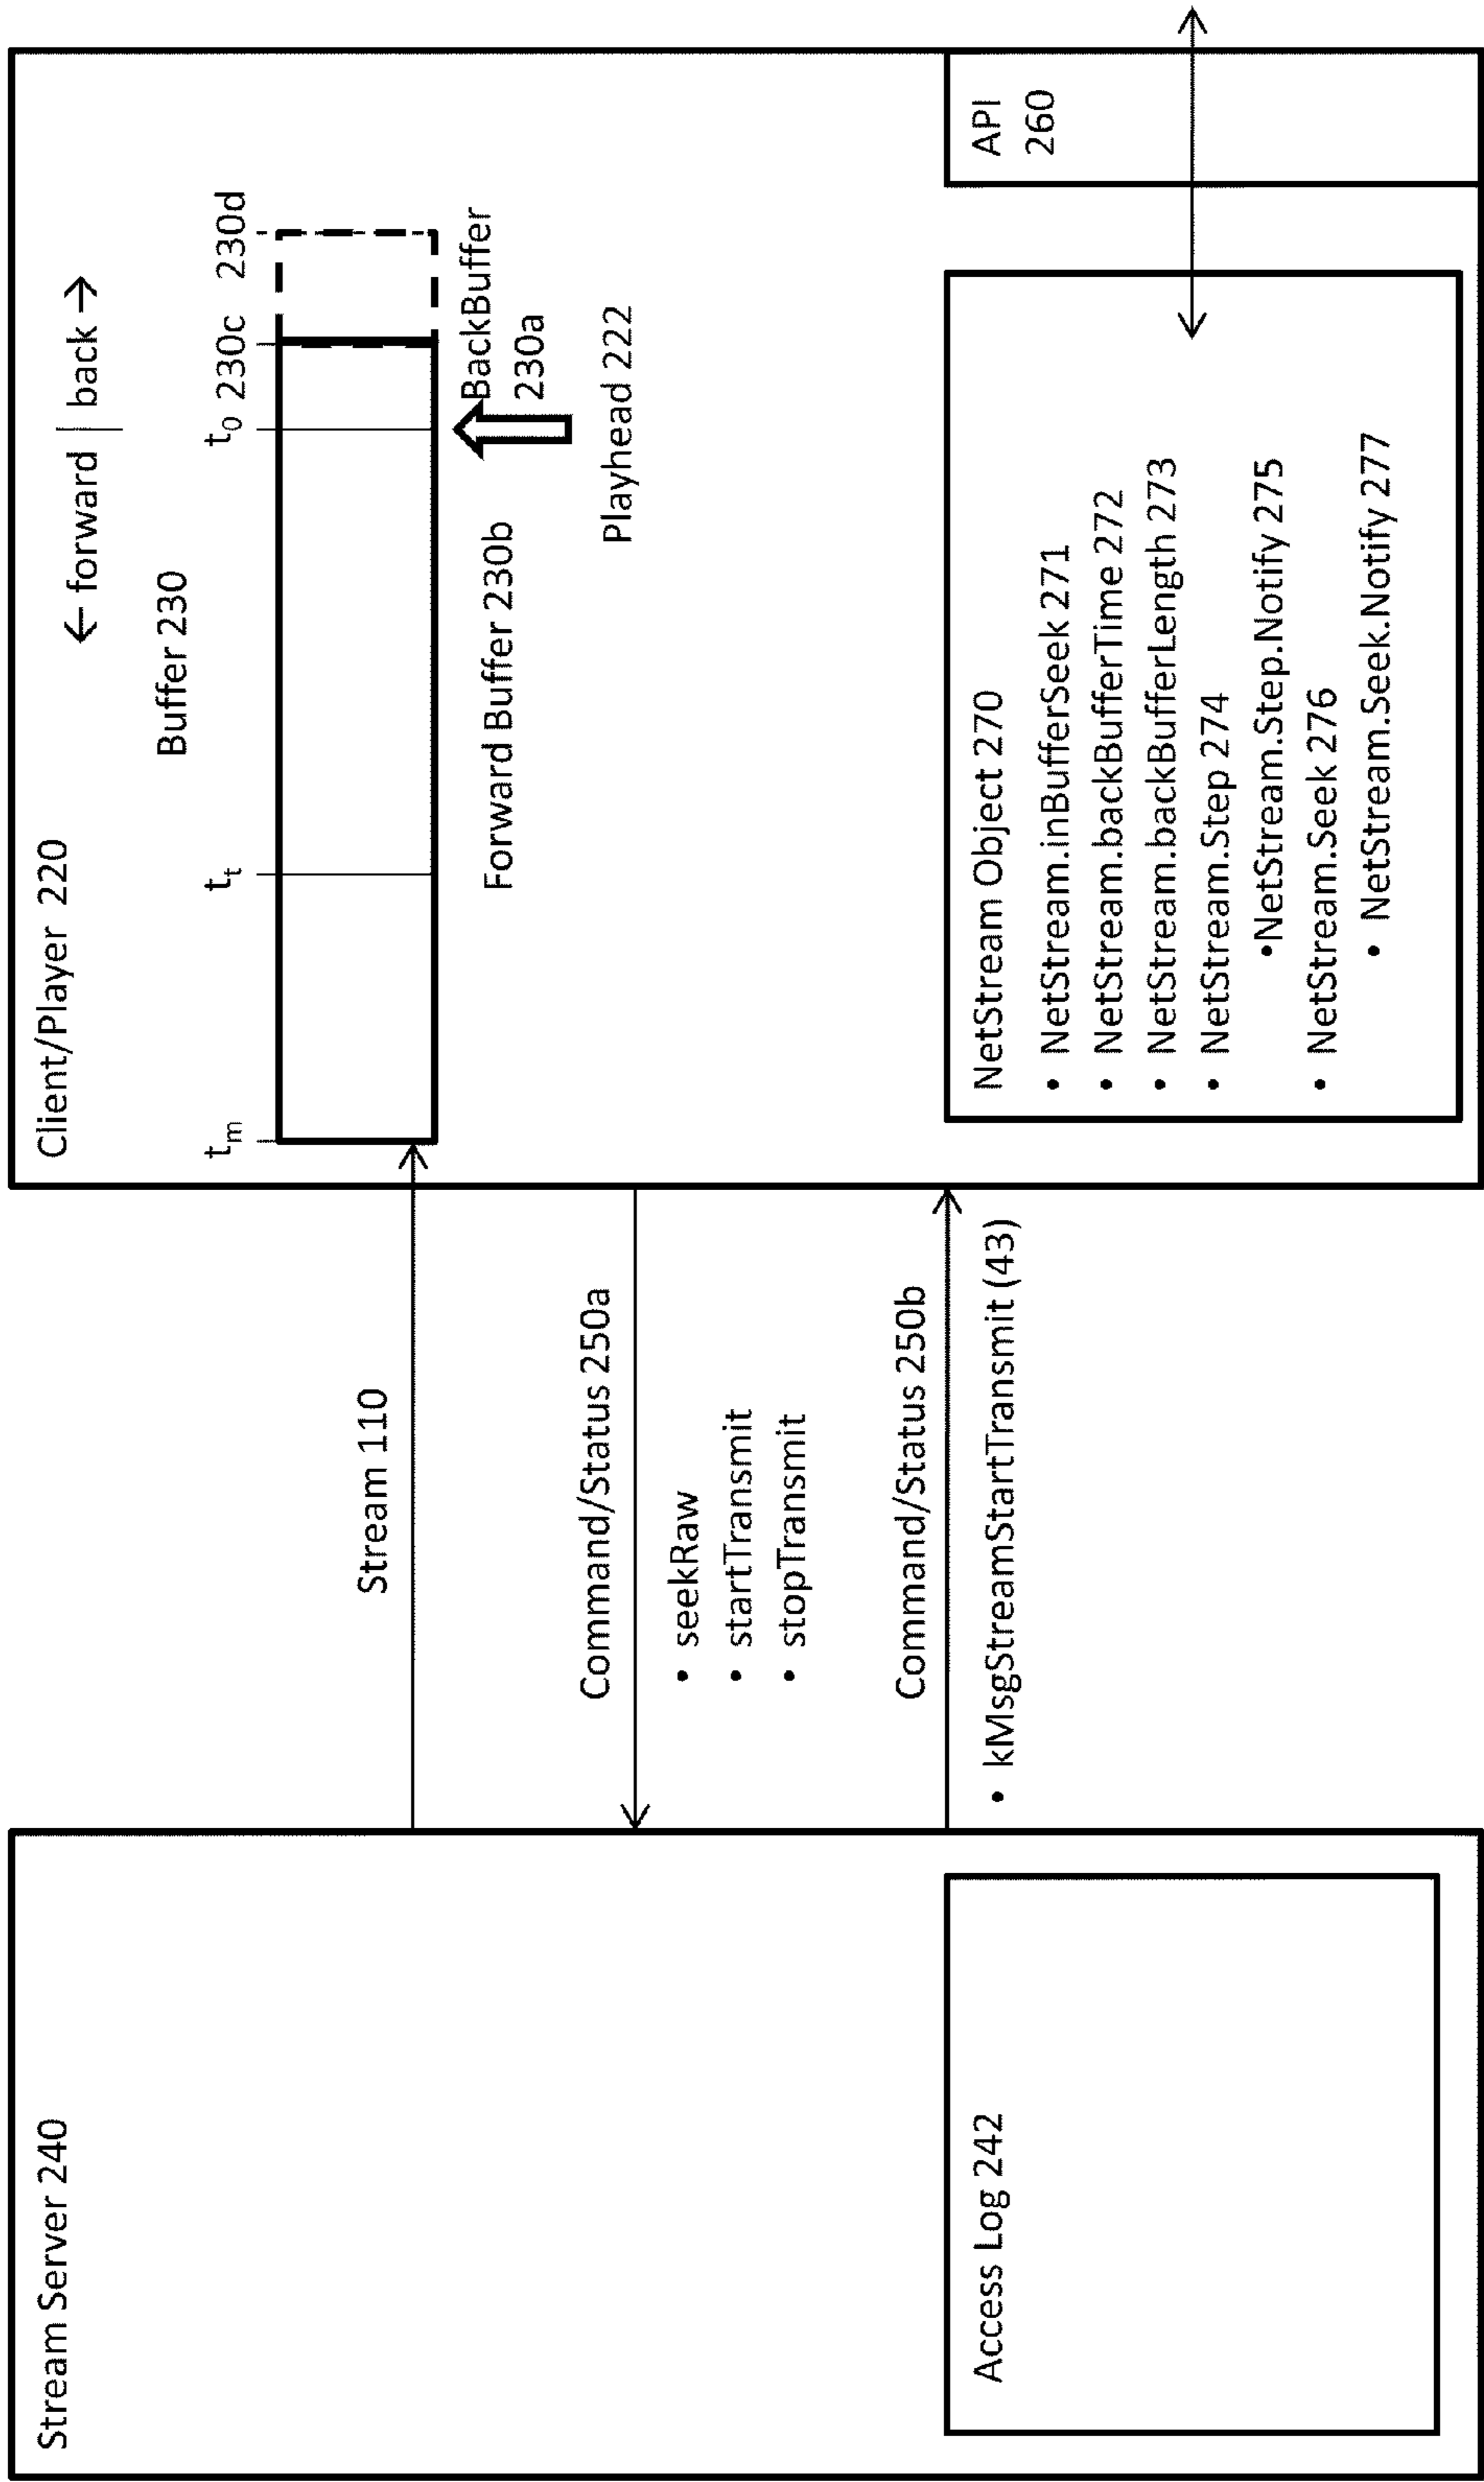 Stream Server 240
Access Log 242
Stream 110
Command/Status 250a
• seekRaw
• startTransmit
• stopTransmit
Command/Status 250b
• kMsgStreamStartTransmit (43)
Client/Player 220
← forward | back →
Buffer 230
tm
tt
t0 230c 230d
Forward Buffer 230b
BackBuffer
230a
Playhead 222
NetStream Object 270
• NetStream.inBufferSeek 271
• NetStream.backBufferTime 272
• NetStream.backBufferLength 273
• NetStream.Step 274
•NetStream.Step.Notify 275
• NetStream.Seek 276
• NetStream.Seek.Notify 277
API
260